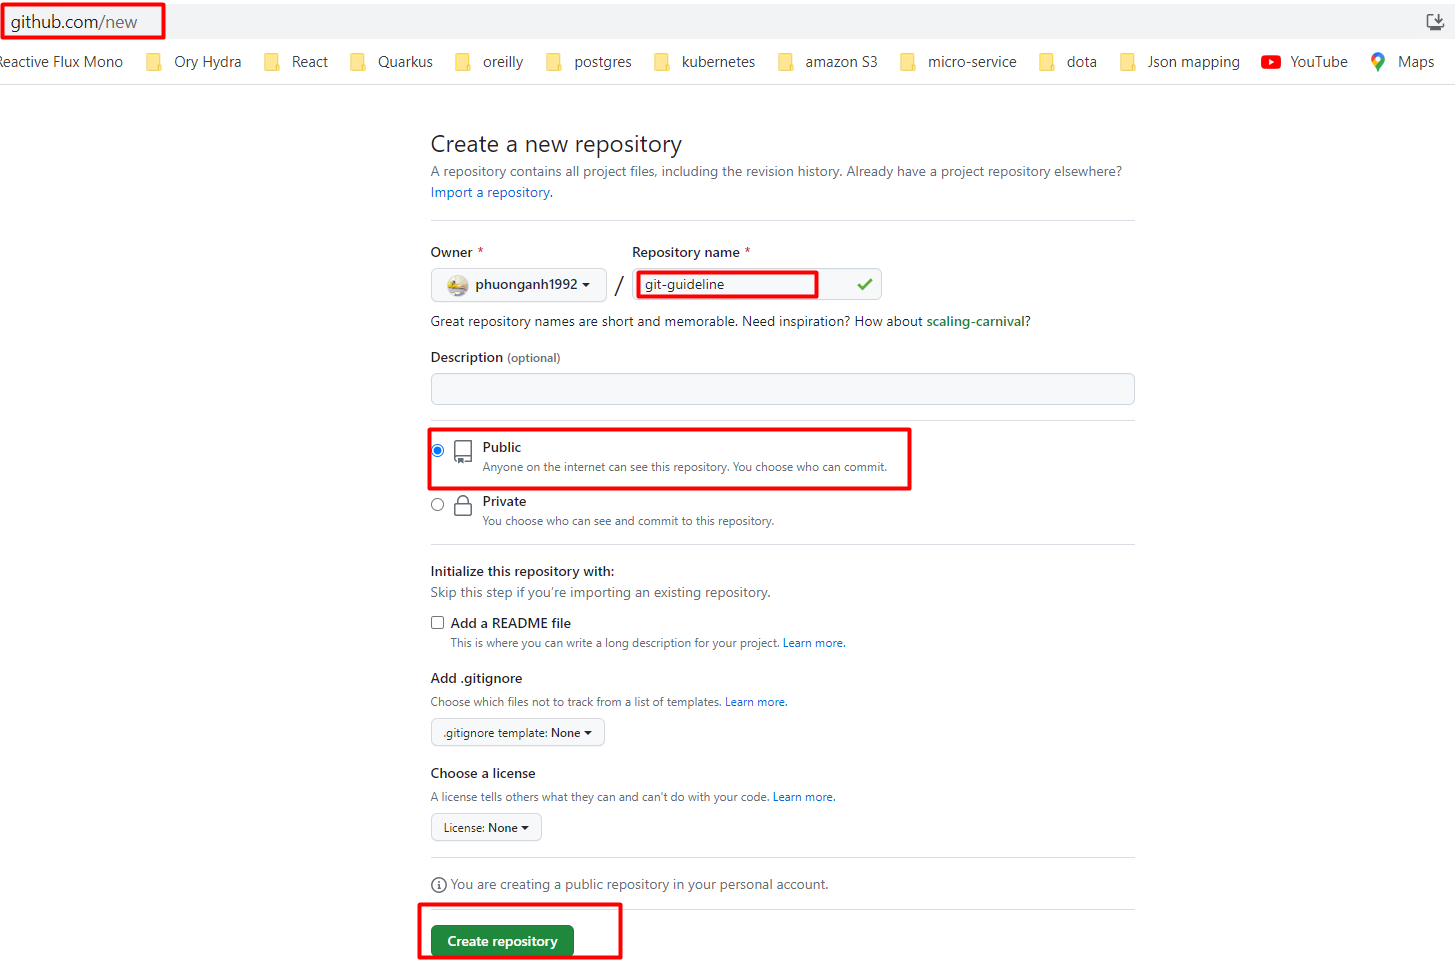 github.com/new
Reactive Flux Mono Ory Hydra React Quarkus oreilly postgres kubernetes amazon S3 micro-service dota Json mapping YouTube Maps
Create a new repository
A repository contains all project files, including the revision history. Already have a project repository elsewhere?
Import a repository.
Owner * Repository name *
phuonganh1992 / git-guideline
Great repository names are short and memorable. Need inspiration? How about scaling-carnival?
Description (optional)
Public
Anyone on the internet can see this repository. You choose who can commit.
Private
You choose who can see and commit to this repository.
Initialize this repository with:
Skip this step if you're importing an existing repository.
Add a README file
This is where you can write a long description for your project. Learn more.
Add .gitignore
Choose which files not to track from a list of templates. Learn more.
.gitignore template: None
Choose a license
A license tells others what they can and can't do with your code. Learn more.
License: None
You are creating a public repository in your personal account.
Create repository